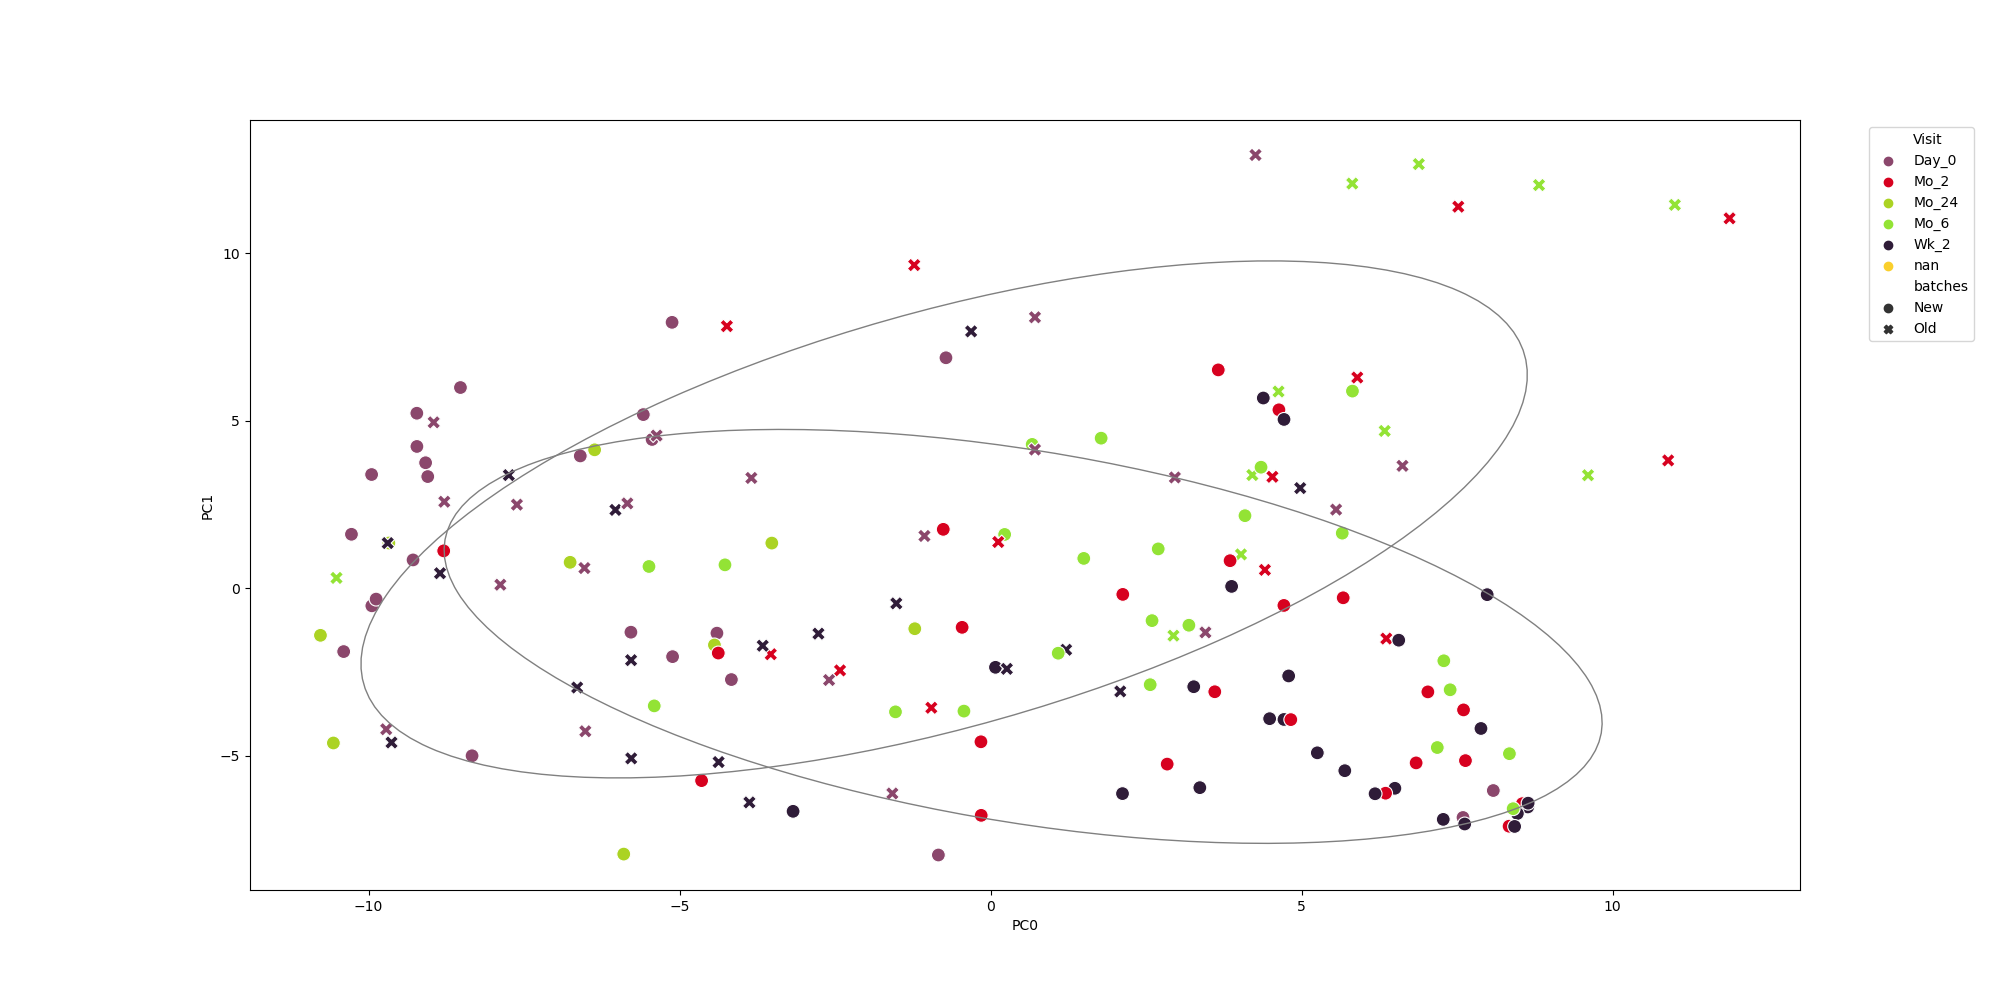 Visit
Day_0
Mo_2
Mo_24
Mo_6
Wk_2
nan
batches
New
Old
10
5
0
−5
PC1
−10
−5
0
5
10
PC0